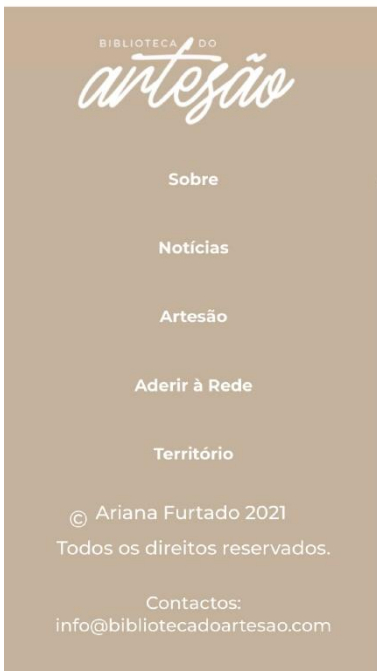 BIBLIOTECA DO
artesão
Sobre
Notícias
Artesão
Aderir à Rede
Território
© Ariana Furtado 2021
Todos os direitos reservados.
Contactos:
info@bibliotecadoartesao.com